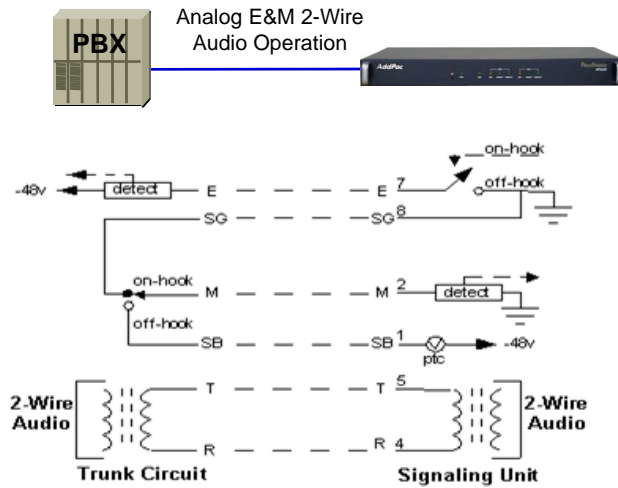 Analog E&M 2-Wire
Audio Operation
PBX
AddPac
on-hook
-48v detect E E 7 off-hook
SG SG 8
on-hook M M 2 detect
off-hook
SB SB 1 -48v
ptc
2-Wire
Audio
T T 5
R R 4
2-Wire
Audio
Trunk Circuit
Signaling Unit